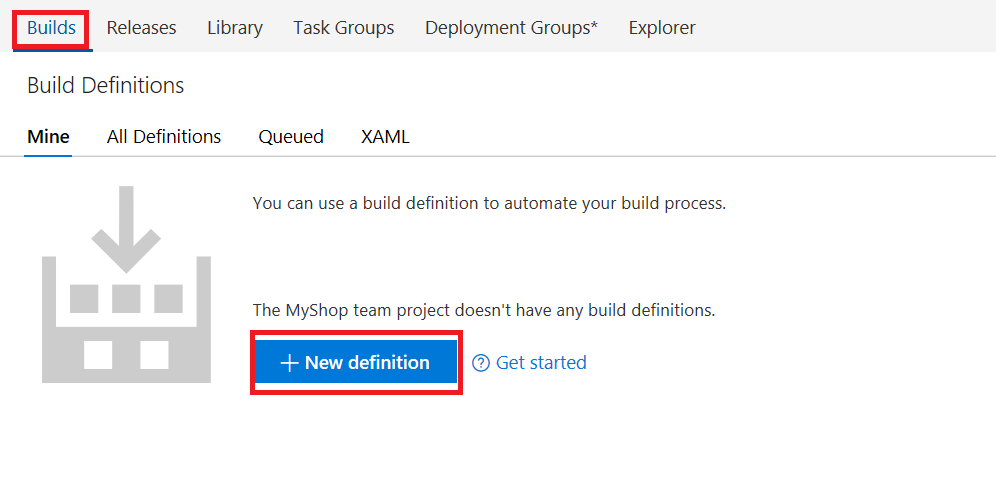 Builds Releases Library Task Groups Deployment Groups* Explorer
Build Definitions
Mine All Definitions Queued XAML
You can use a build definition to automate your build process.
The MyShop team project doesn't have any build definitions.
+ New definition ? Get started